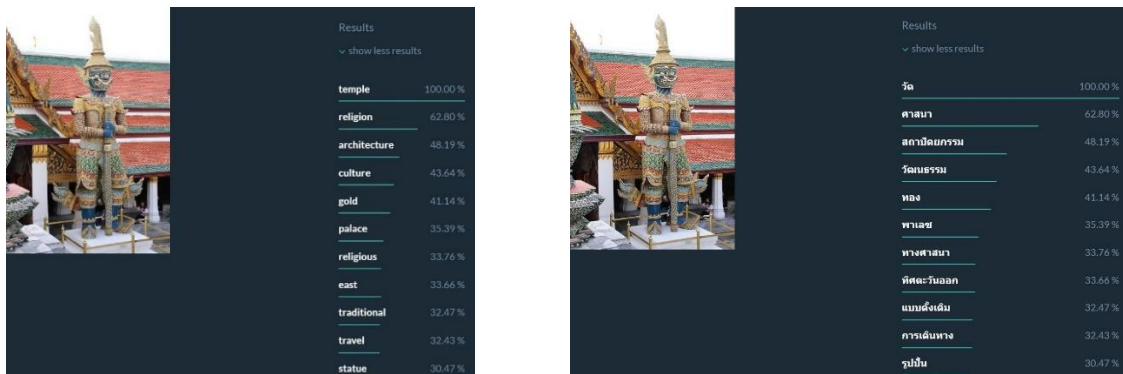 Results
show less results
temple 100.00 %
religion 62.80 %
architecture 48.19 %
culture 43.64 %
gold 41.14 %
palace 35.39 %
religious 33.76 %
east 33.66 %
traditional 32.47 %
travel 32.43 %
statue 30.47 %
Results
show less results
วัด 100.00 %
ศาสนา 62.80 %
สถาปัตยกรรม 48.19 %
วัฒนธรรม 43.64 %
ทอง 41.14 %
พาเลซ 35.39 %
ทางศาสนา 33.76 %
ทิศตะวันออก 33.66 %
แบบดั้งเดิม 32.47 %
การเดินทาง 32.43 %
รูปปั้น 30.47 %